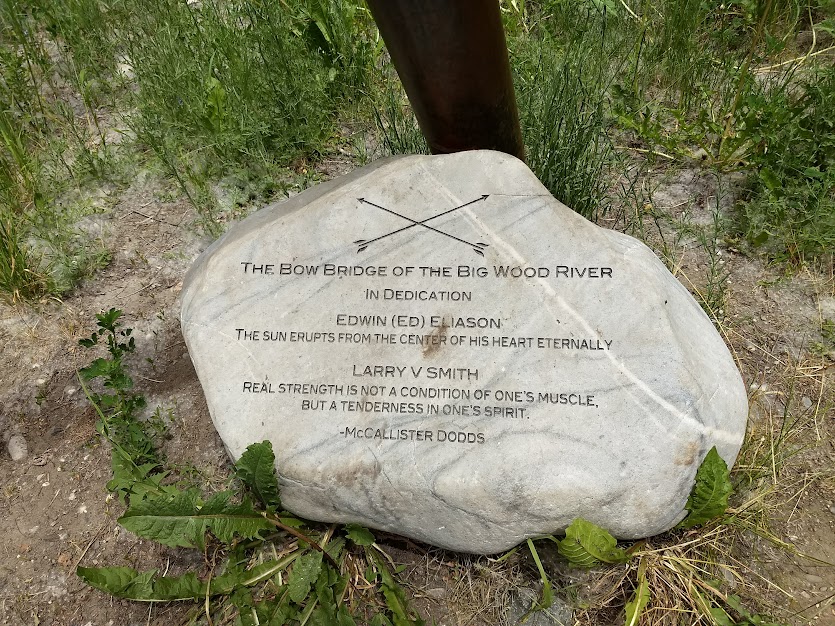 The Bow Bridge of the Big Wood River
In Dedication
Edwin (Ed) Eliason
The sun erupts from the center of his heart eternally
Larry V Smith
Real strength is not a condition of one's muscle,
but a tenderness in one's spirit.
-McCallister Dodds